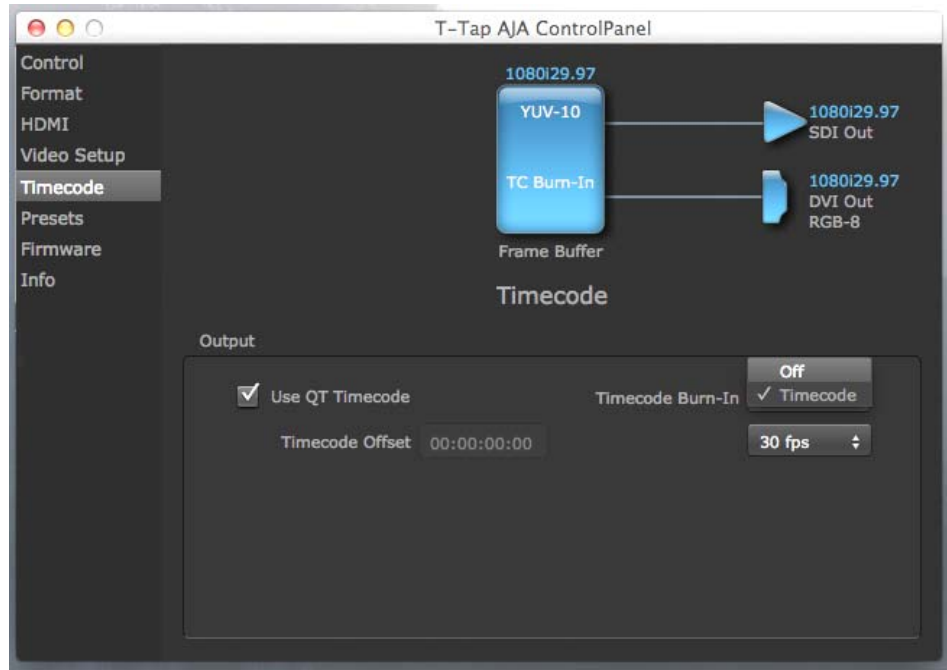 T-Tap AJA ControlPanel
Control
Format
HDMI
Video Setup
Timecode
Presets
Firmware
Info
1080i29.97
YUV-10
TC Burn-In
Frame Buffer
1080i29.97
SDI Out
1080i29.97
DVI Out
RGB-8
Timecode
Output
Use QT Timecode
Timecode Offset 00:00:00:00
Timecode Burn-In
Off
✓ Timecode
30 fps